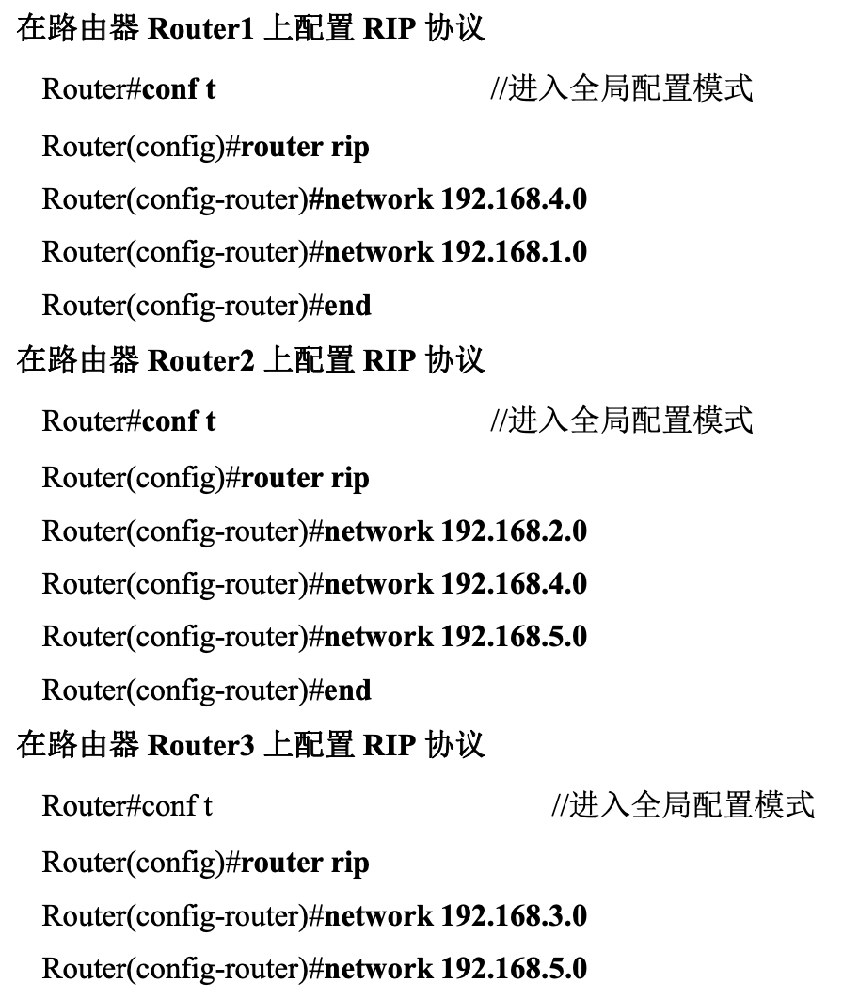 在路由器 Router1 上配置 RIP 协议
Router#conf t //进入全局配置模式
Router(config)#router rip
Router(config-router)#network 192.168.4.0
Router(config-router)#network 192.168.1.0
Router(config-router)#end
在路由器 Router2 上配置 RIP 协议
Router#conf t //进入全局配置模式
Router(config)#router rip
Router(config-router)#network 192.168.2.0
Router(config-router)#network 192.168.4.0
Router(config-router)#network 192.168.5.0
Router(config-router)#end
在路由器 Router3 上配置 RIP 协议
Router#conf t //进入全局配置模式
Router(config)#router rip
Router(config-router)#network 192.168.3.0
Router(config-router)#network 192.168.5.0